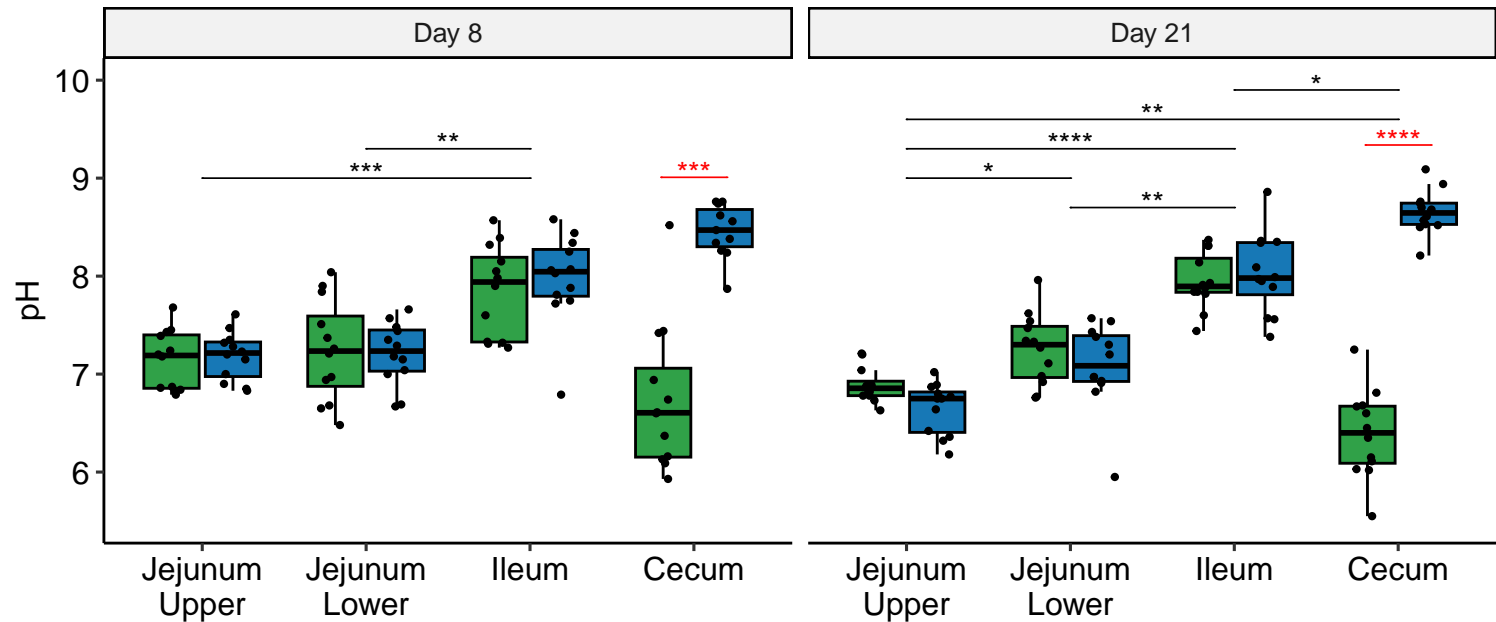 Day 8
Day 21
pH
10
9
8
7
6
**
***
***
*
**
****
****
*
**
Jejunum
Upper
Jejunum
Lower
Ileum
Cecum
Jejunum
Upper
Jejunum
Lower
Ileum
Cecum